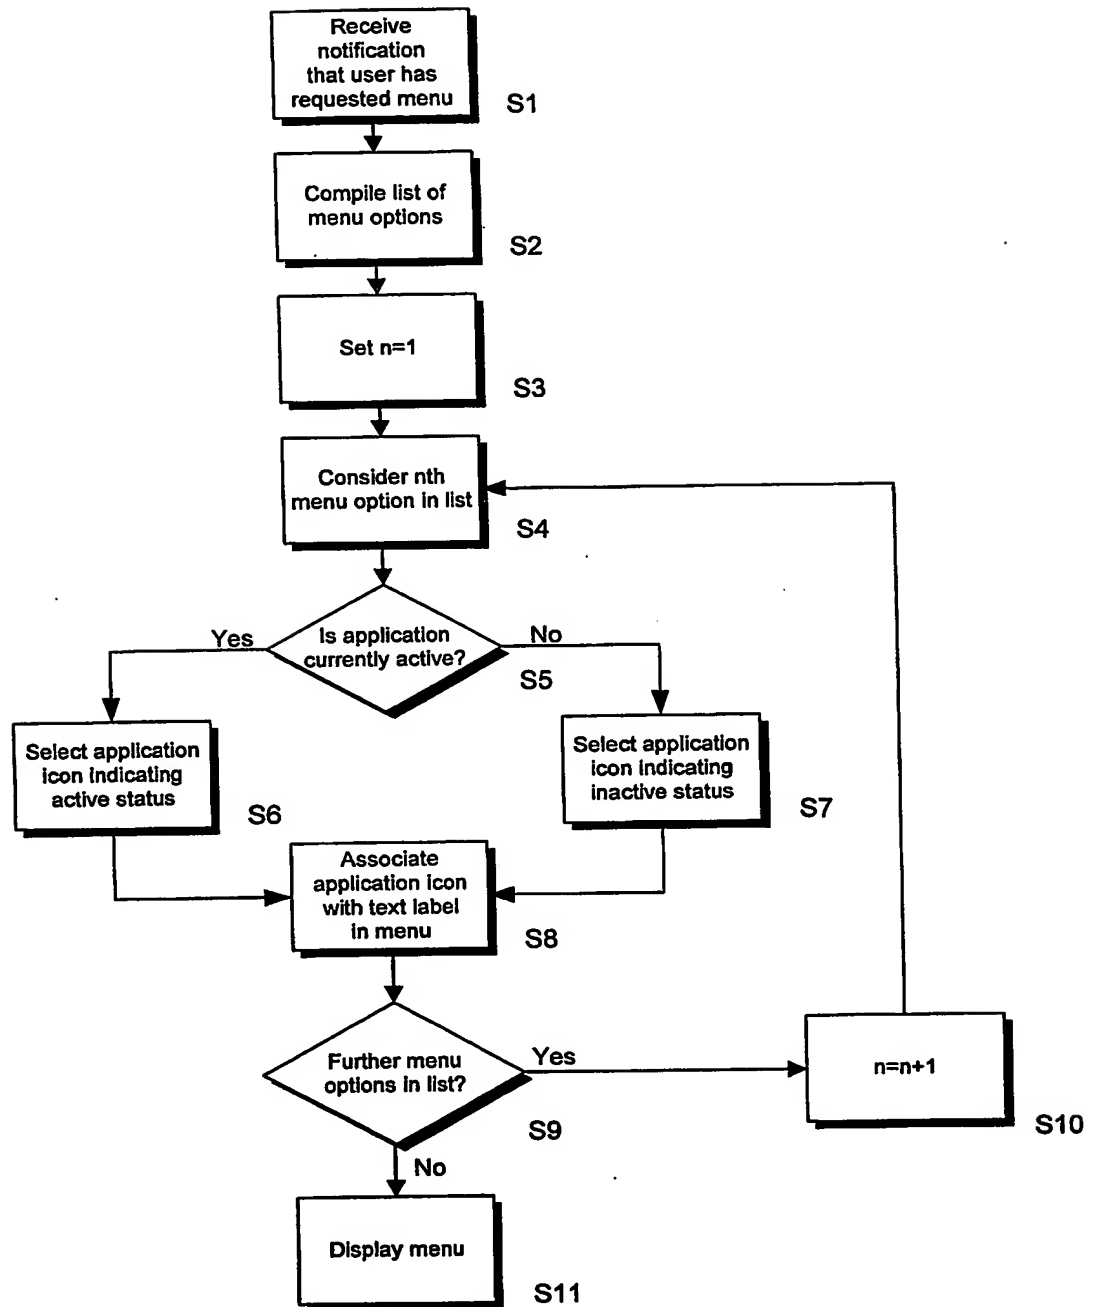 Receive
notification
that user has
requested menu
S1
Compile list of
menu options
S2
Set n=1
S3
Consider nth
menu option in list
S4
Is application
currently active?
Yes
No
S5
Select application
icon indicating
active status
S6
Select application
icon indicating
inactive status
S7
Associate
application icon
with text label
in menu
S8
Further menu
options in list?
Yes
S9
n=n+1
S10
No
Display menu
S11